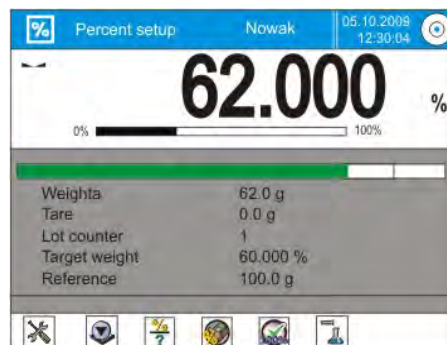 % Percent setup Nowak 05.10.2009
12:30:04
62.000 %
0% 100%
Weighta 62.0 g
Tare 0.0 g
Lot counter 1
Target weight 60.000 %
Reference 100.0 g
%
?
100%